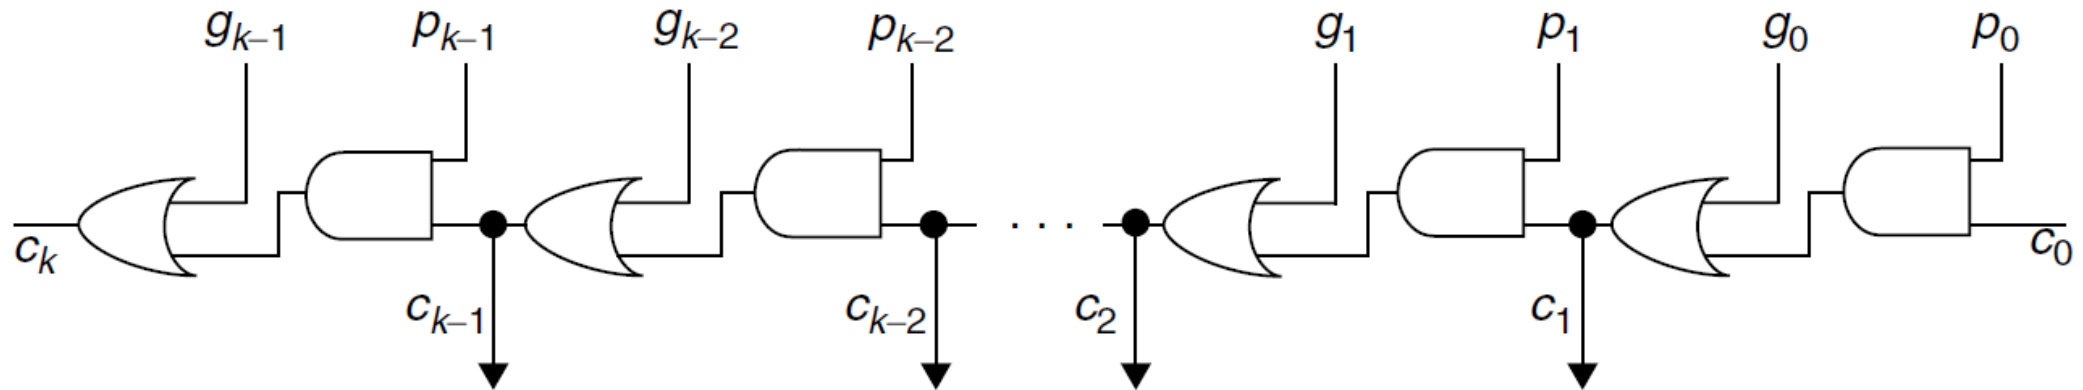 g_{k–1} p_{k–1} g_{k–2} p_{k–2} g_1 p_1 g_0 p_0
c_k · · · c_0
c_{k–1} c_{k–2} c_2 c_1